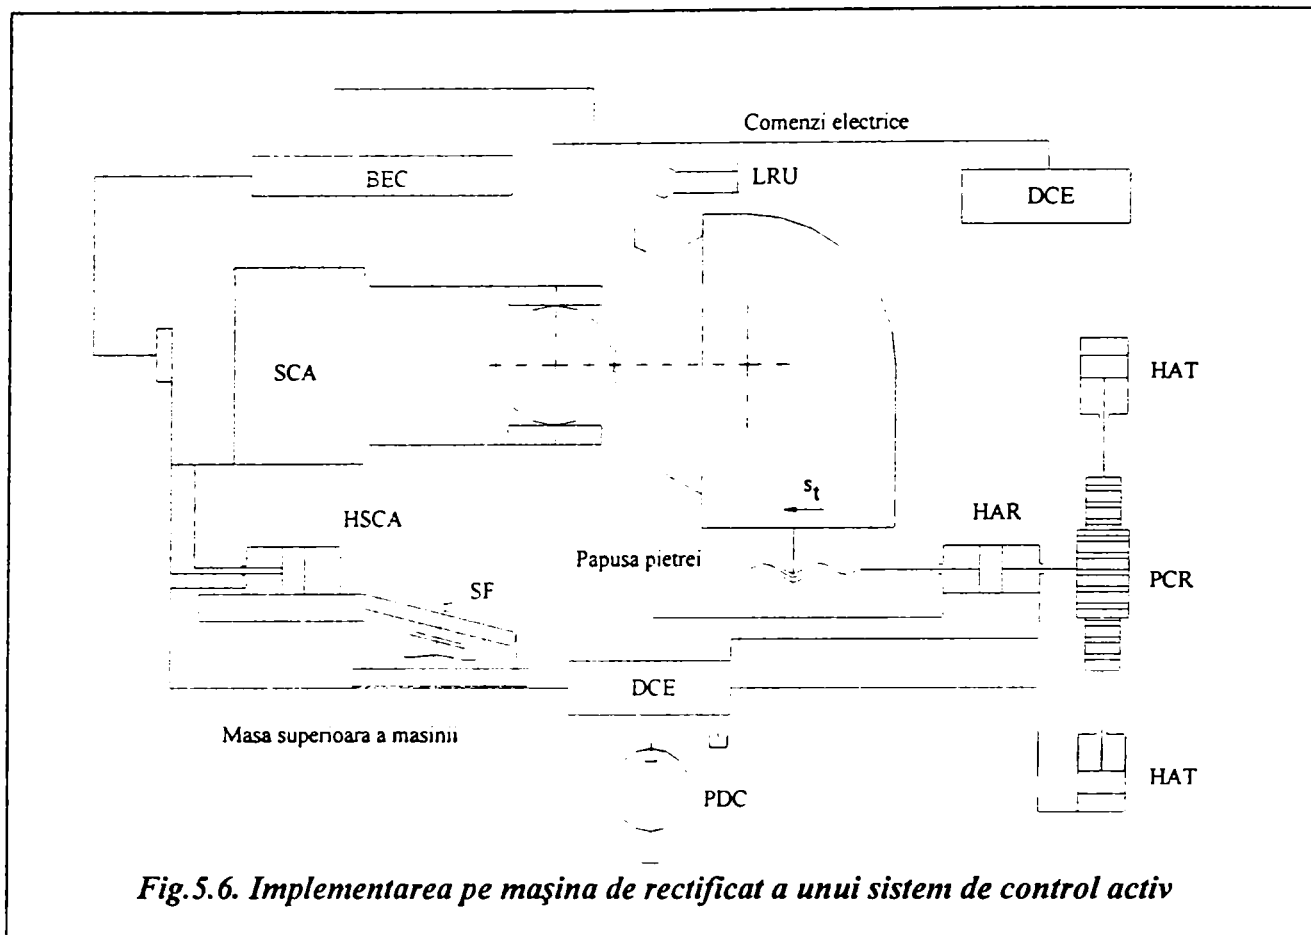 Comenzi electrice
BEC
LRU
DCE
SCA
HAT
s_t
HSCA
HAR
Papusa pietrei
PCR
SF
DCE
Masa superioara a masinii
HAT
PDC
Fig.5.6. Implementarea pe mașina de rectificat a unui sistem de control activ